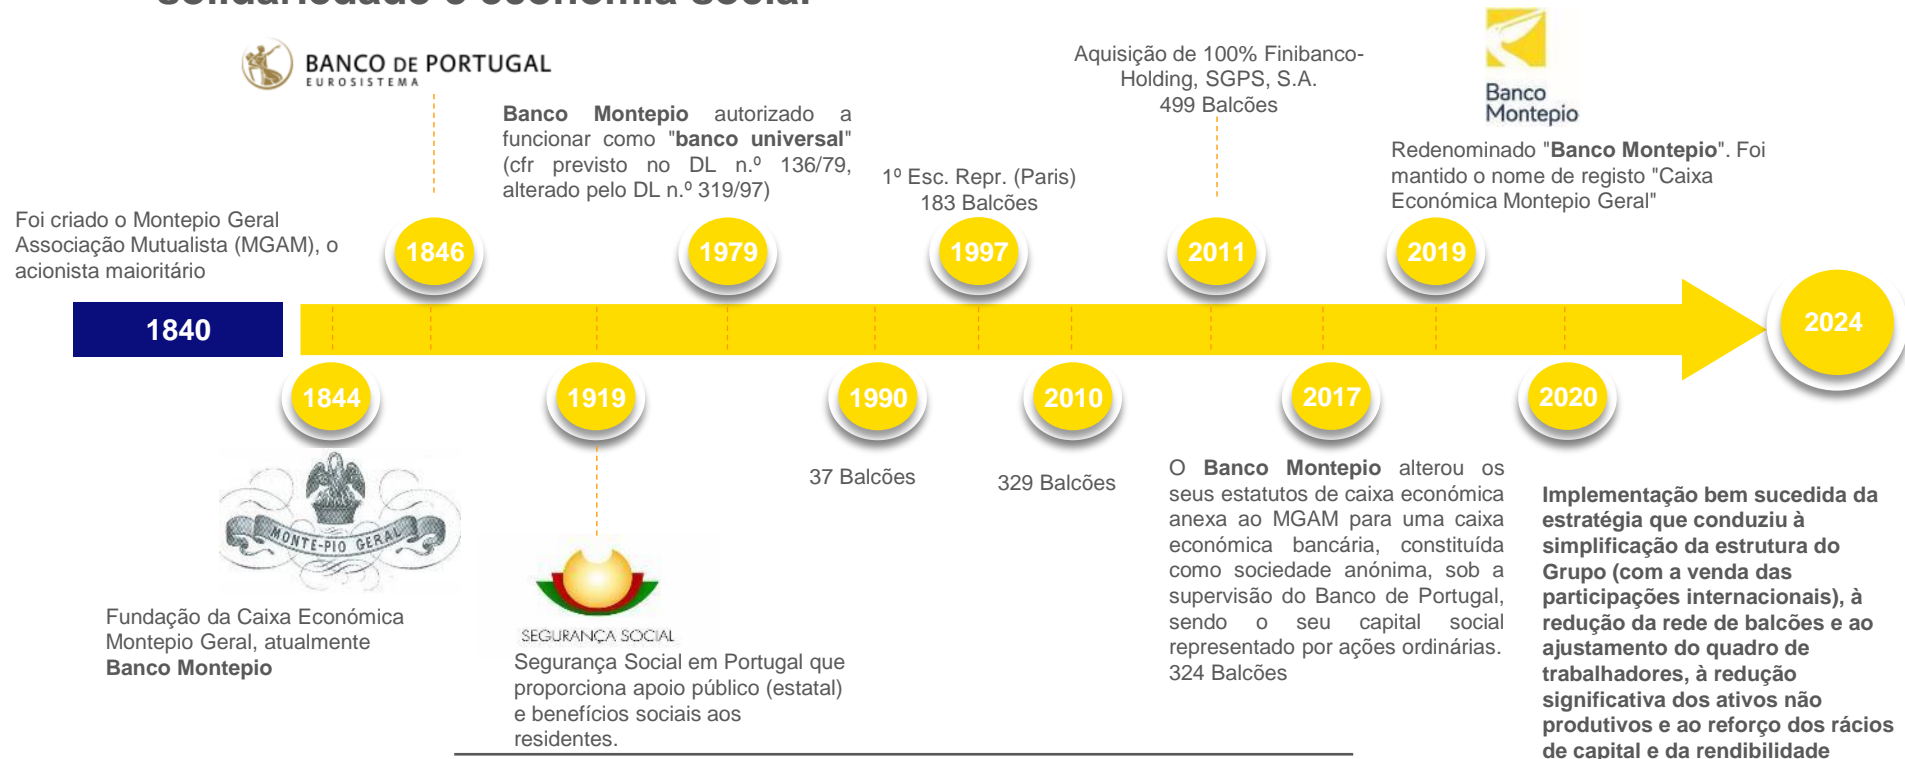 solidariedade e economia social
BANCO DE PORTUGAL
EUROSISTEMA
Banco Montepio autorizado a
funcionar como "banco universal"
(cfr previsto no DL n.º 136/79,
alterado pelo DL n.º 319/97)
1º Esc. Repr. (Paris)
183 Balcões
Aquisição de 100% Finibanco-
Holding, SGPS, S.A.
499 Balcões
Banco
Montepio
Redenominado "Banco Montepio". Foi
mantido o nome de registo "Caixa
Económica Montepio Geral"
Foi criado o Montepio Geral
Associação Mutualista (MGAM), o
acionista maioritário
1846
1979
1997
2011
2019
1840
2024
1844
1919
1990
2010
2017
2020
MONTE-PIO GERAL
Fundação da Caixa Económica
Montepio Geral, atualmente
Banco Montepio
SEGURANÇA SOCIAL
Segurança Social em Portugal que
proporciona apoio público (estatal)
e benefícios sociais aos
residentes.
37 Balcões
329 Balcões
O Banco Montepio alterou os
seus estatutos de caixa económica
anexa ao MGAM para uma caixa
económica bancária, constituída
como sociedade anónima, sob a
supervisão do Banco de Portugal,
sendo o seu capital social
representado por ações ordinárias.
324 Balcões
Implementação bem sucedida da
estratégia que conduziu à
simplificação da estrutura do
Grupo (com a venda das
participações internacionais), à
redução da rede de balcões e ao
ajustamento do quadro de
trabalhadores, à redução
significativa dos ativos não
produtivos e ao reforço dos rácios
de capital e da rendibilidade